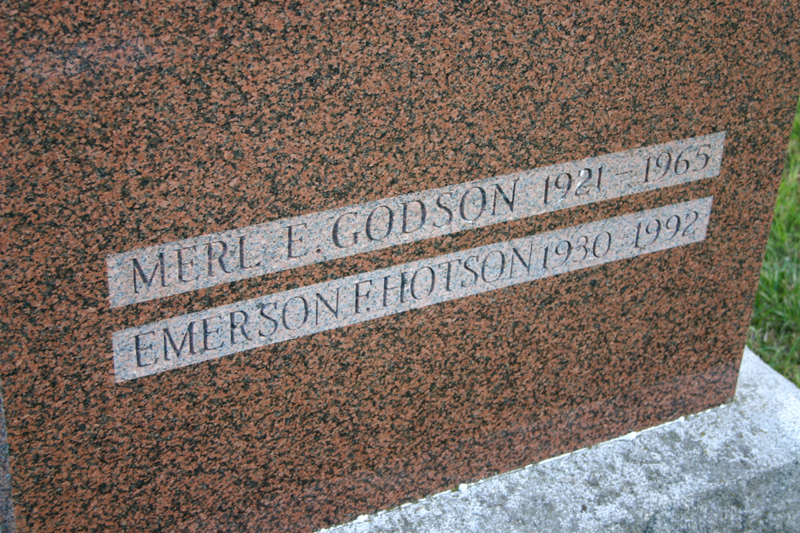 MERL E. GODSON 1921 - 1965
EMERSON F. HOTSON 1930 - 1992